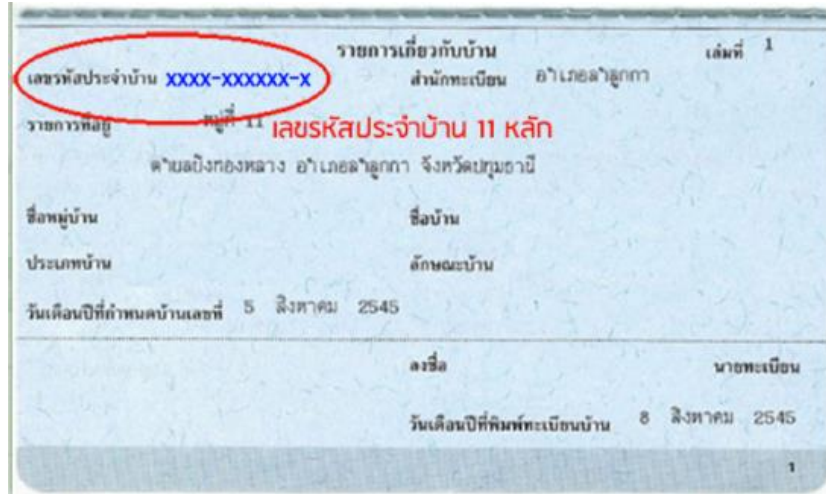 รายการเกี่ยวกับบ้าน เล่มที่ 1
เลขรหัสประจำบ้าน xxxx-xxxxxx-x สำนักทะเบียน อำเภอลำลูกกา
รายการที่อยู่ หมู่ที่ 11 เลขรหัสประจำบ้าน 11 หลัก
ตำบลบึงทองหลาง อำเภอลำลูกกา จังหวัดปทุมธานี
ชื่อหมู่บ้าน ชื่อบ้าน
ประเภทบ้าน ลักษณะบ้าน
วันเดือนปีที่กำหนดบ้านเลขที่ 5 สิงหาคม 2545
ลงชื่อ นายทะเบียน
วันเดือนปีที่พิมพ์ทะเบียนบ้าน 8 สิงหาคม 2545
1